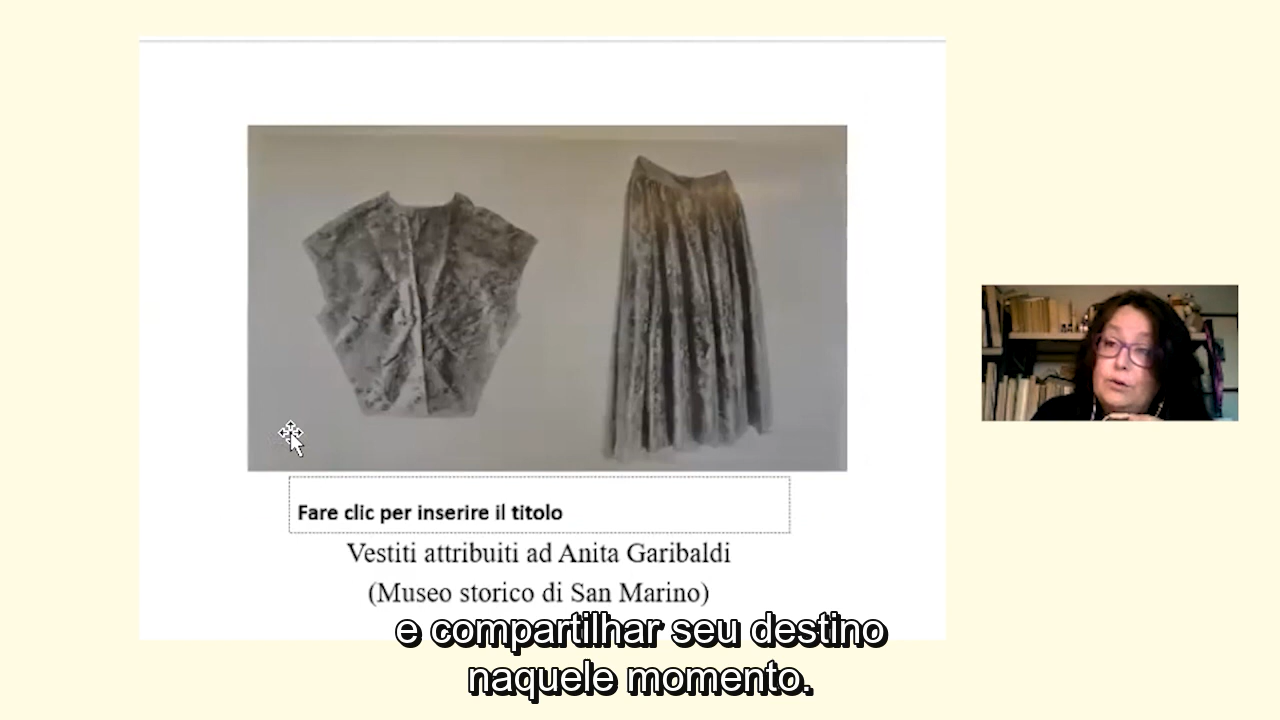 Fare clic per inserire il titolo
Vestiti attribuiti ad Anita Garibaldi
(Museo storico di San Marino)
e compartilhar seu destino
naquele momento.